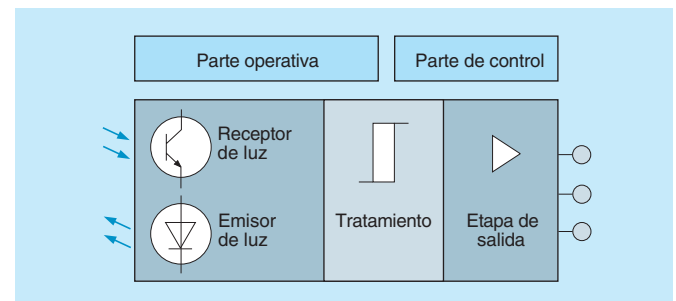 Parte operativa
Parte de control
Receptor
de luz
Emisor
de luz
Tratamiento
Etapa de
salida